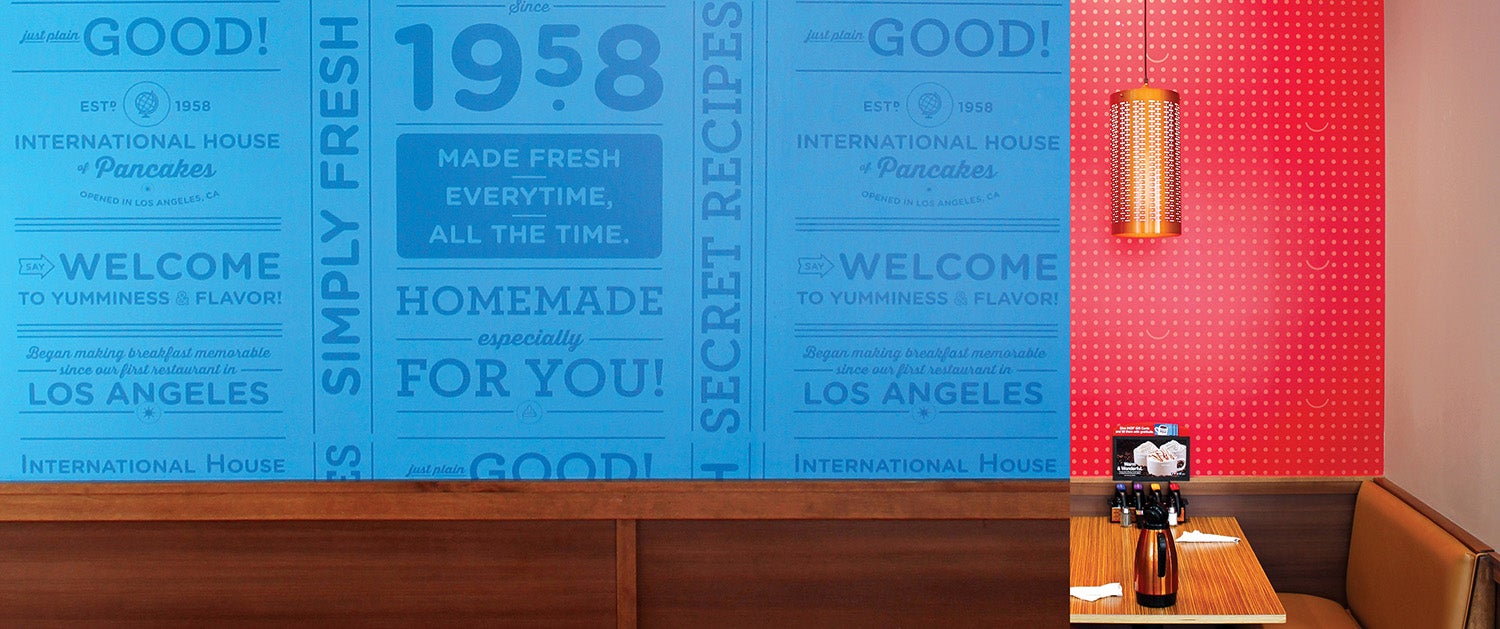 just plain GOOD!
ESTD 1958
INTERNATIONAL HOUSE
of Pancakes
OPENED IN LOS ANGELES, CA
SAY WELCOME
TO YUMMINESS & FLAVOR!
Began making breakfast memorable
since our first restaurant in
LOS ANGELES
INTERNATIONAL HOUSE
SIMPLY FRESH
ES
Since
1958
MADE FRESH
EVERYTIME,
ALL THE TIME.
HOMEMADE
especially
FOR YOU!
just plain GOOD!
SECRET RECIPES
H
just plain GOOD!
ESTD 1958
INTERNATIONAL HOUSE
of Pancakes
OPENED IN LOS ANGELES, CA
SAY WELCOME
TO YUMMINESS & FLAVOR!
Began making breakfast memorable
since our first restaurant in
LOS ANGELES
INTERNATIONAL HOUSE
Warm
& Wonderful.